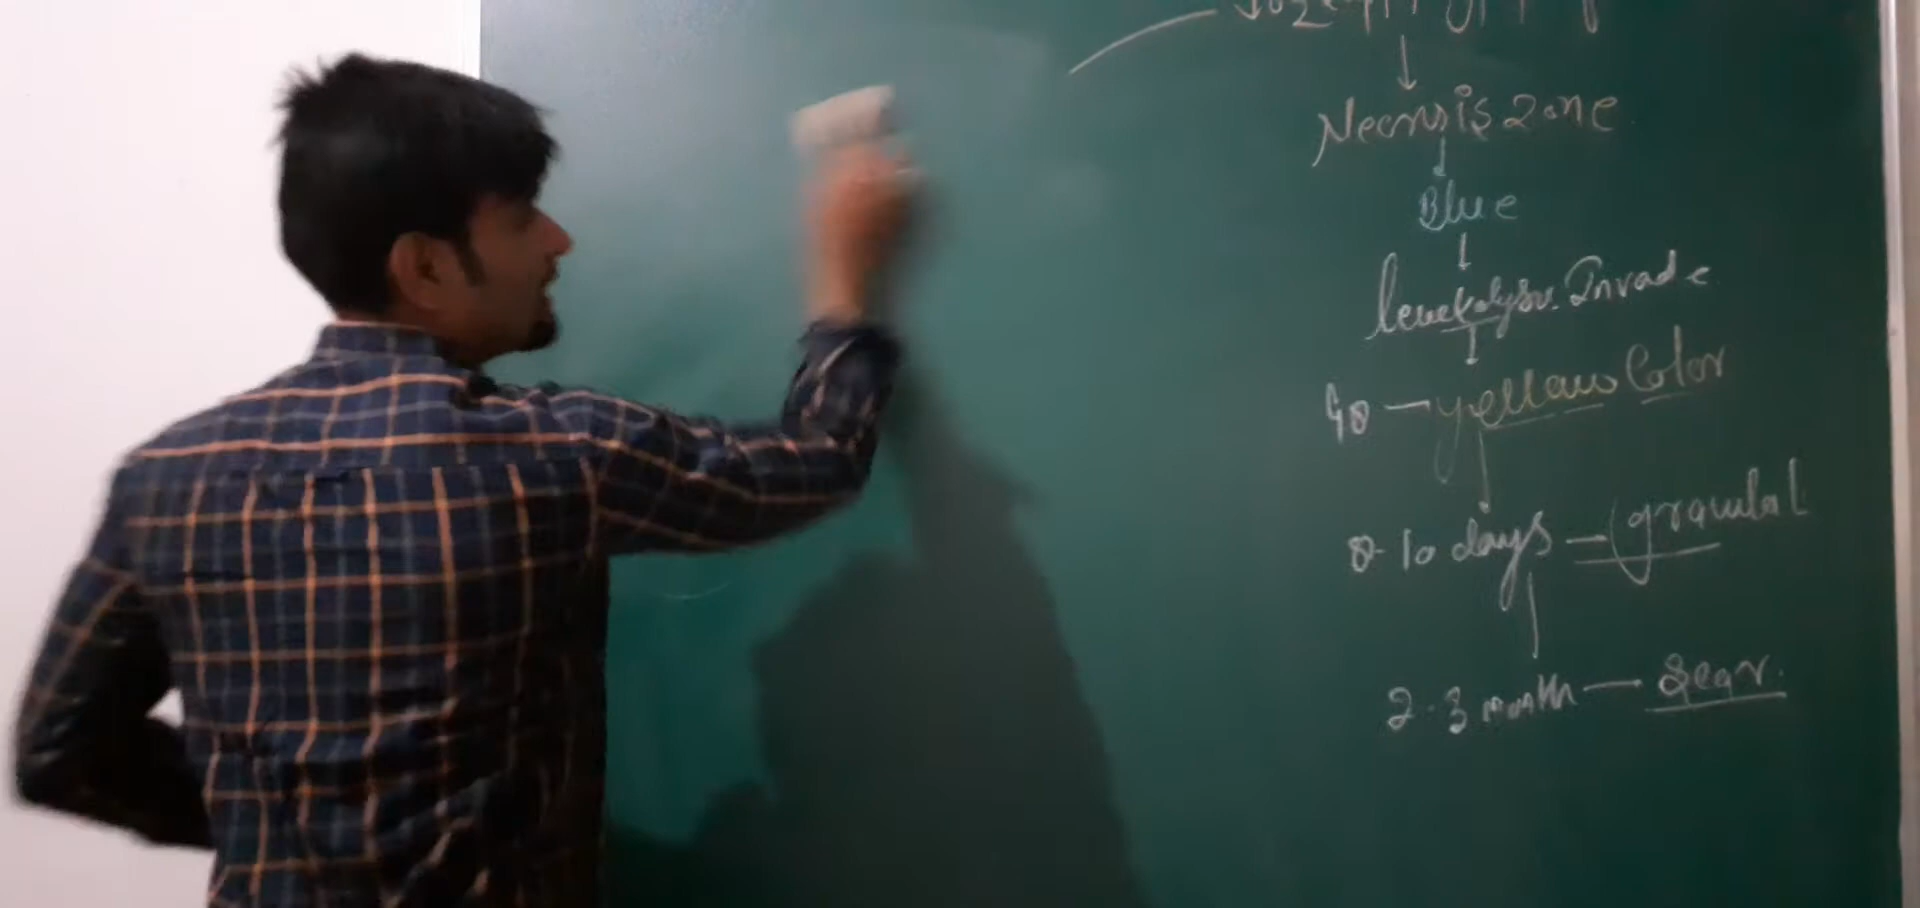 Necrosis zone
Blue
Invade
48 — yellow Color
8-10 days — granulal
2-3 month — Scar.